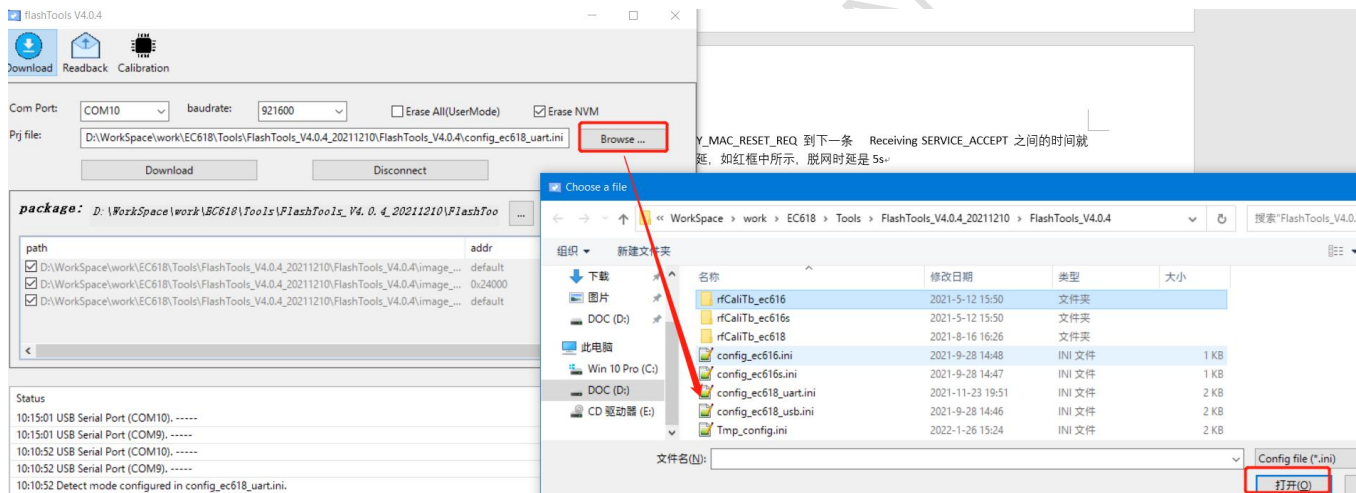 flashTools V4.0.4
Download Readback Calibration
Com Port: COM10 baudrate: 921600 Erase All(UserMode) Erase NVM
Prj file: D:\WorkSpace\work\EC618\Tools\FlashTools_V4.0.4_20211210\FlashTools_V4.0.4\config_ec618_uart.ini Browse ...
Download Disconnect
package: D:\WorkSpace\work\EC618\Tools\FlashTools_V4.0.4_20211210\FlashToo ...
path addr
D:\WorkSpace\work\EC618\Tools\FlashTools_V4.0.4_20211210\FlashTools_V4.0.4\image_... default
D:\WorkSpace\work\EC618\Tools\FlashTools_V4.0.4_20211210\FlashTools_V4.0.4\image_... 0x24000
D:\WorkSpace\work\EC618\Tools\FlashTools_V4.0.4_20211210\FlashTools_V4.0.4\image_... default
Status
10:15:01 USB Serial Port (COM10). -----
10:15:01 USB Serial Port (COM9). -----
10:10:52 USB Serial Port (COM10). -----
10:10:52 USB Serial Port (COM9). -----
10:10:52 Detect mode configured in config_ec618_uart.ini.
Y_MAC_RESET_REQ 到下一条 Receiving SERVICE_ACCEPT 之间的时间就
延，如红框中所示，脱网时延是 5s
Choose a file
« WorkSpace › work › EC618 › Tools › FlashTools_V4.0.4_20211210 › FlashTools_V4.0.4 搜索"FlashTools_V4.0.
组织 新建文件夹
下载
图片
DOC (D:)
此电脑
Win 10 Pro (C:)
DOC (D:)
CD 驱动器 (E:)
名称 修改日期 类型 大小
rfCaliTb_ec616 2021-5-12 15:50 文件夹
rfCaliTb_ec616s 2021-5-12 15:50 文件夹
rfCaliTb_ec618 2021-8-16 16:26 文件夹
config_ec616.ini 2021-9-28 14:48 INI 文件 1 KB
config_ec616s.ini 2021-9-28 14:47 INI 文件 1 KB
config_ec618_uart.ini 2021-11-23 19:51 INI 文件 2 KB
config_ec618_usb.ini 2021-9-28 14:46 INI 文件 2 KB
Tmp_config.ini 2022-1-26 15:24 INI 文件 2 KB
文件名(N): Config file (*.ini)
打开(O)